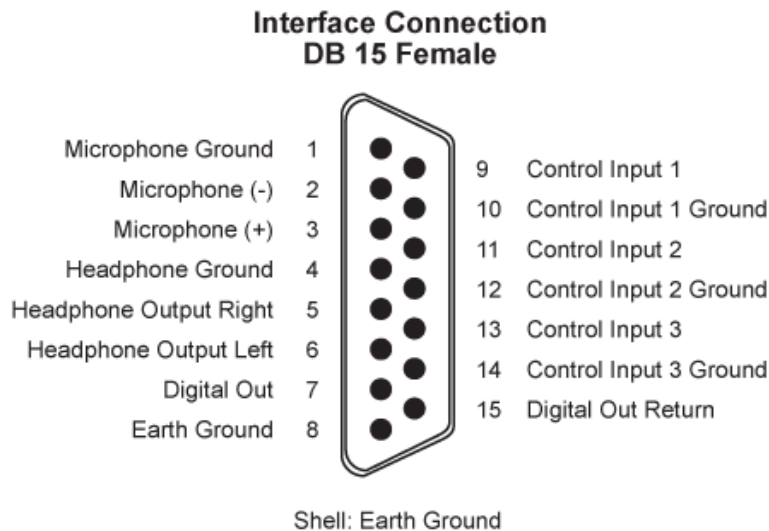 Interface Connection
DB 15 Female
Microphone Ground 1
Microphone (-) 2
Microphone (+) 3
Headphone Ground 4
Headphone Output Right 5
Headphone Output Left 6
Digital Out 7
Earth Ground 8
9 Control Input 1
10 Control Input 1 Ground
11 Control Input 2
12 Control Input 2 Ground
13 Control Input 3
14 Control Input 3 Ground
15 Digital Out Return
Shell: Earth Ground